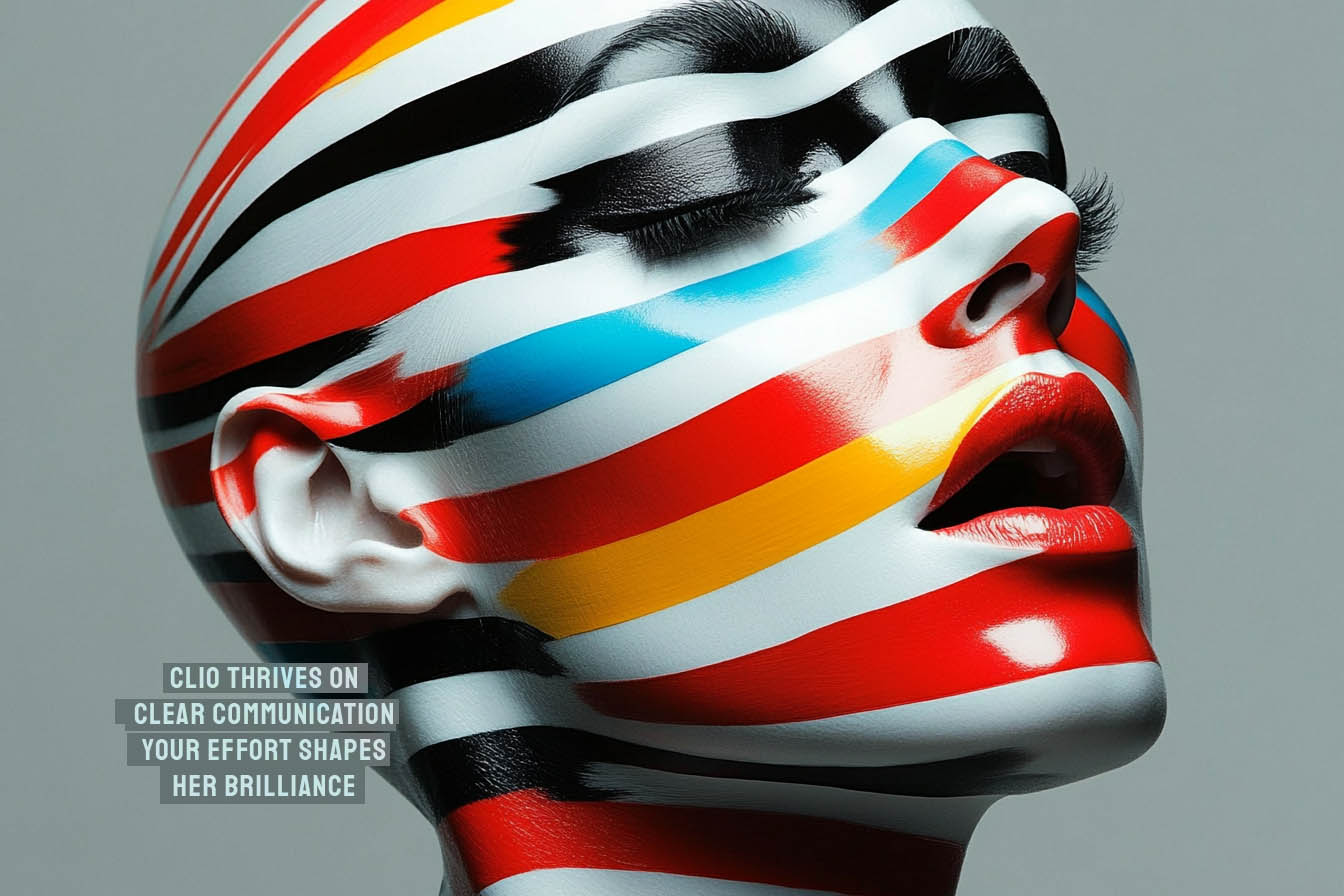 CLIO THRIVES ON
CLEAR COMMUNICATION
YOUR EFFORT SHAPES
HER BRILLIANCE